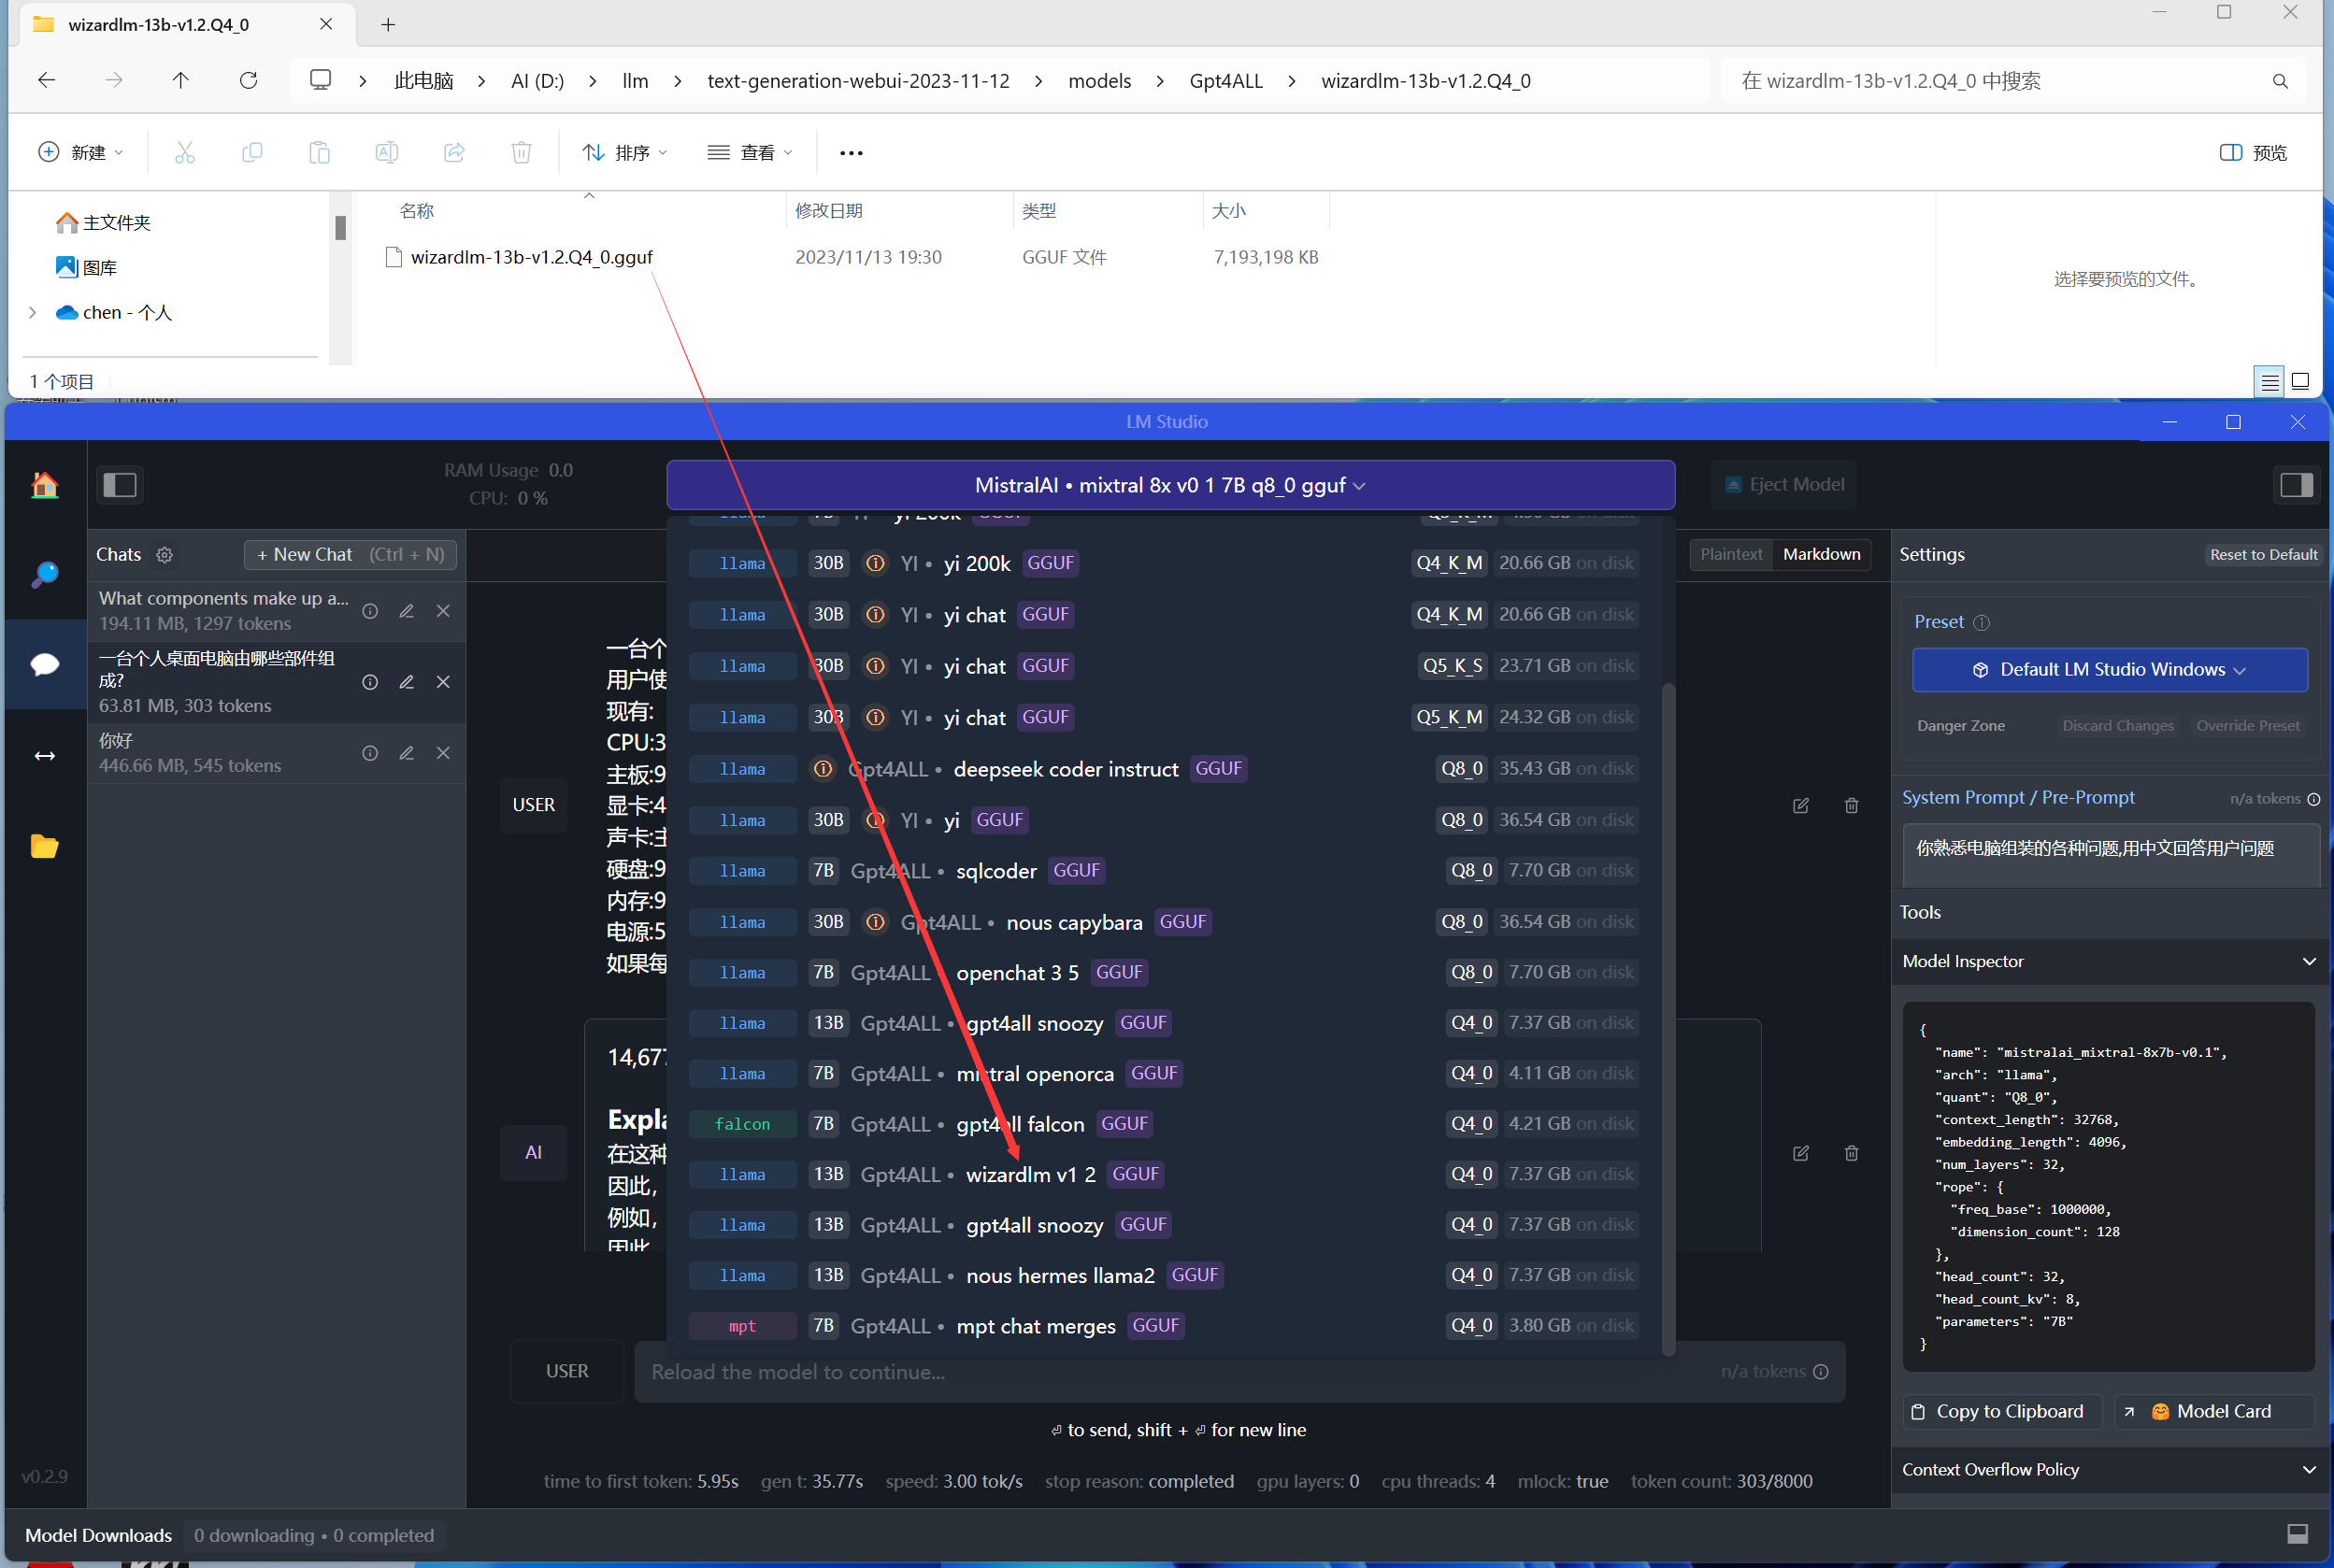 wizardlm-13b-v1.2.Q4_0
此电脑 > AI (D:) > llm > text-generation-webui-2023-11-12 > models > Gpt4ALL > wizardlm-13b-v1.2.Q4_0
在 wizardlm-13b-v1.2.Q4_0 中搜索
新建 排序 查看 ••• 预览
主文件夹
图库
chen - 个人
名称 修改日期 类型 大小
wizardlm-13b-v1.2.Q4_0.gguf 2023/11/13 19:30 GGUF 文件 7,193,198 KB
选择要预览的文件。
1 个项目
LM Studio
RAM Usage 0.0
CPU: 0 %
MistralAI • mixtral 8x v0 1 7B q8_0 gguf
Eject Model
Chats
+ New Chat (Ctrl + N)
What components make up a...
194.11 MB, 1297 tokens
一台个人桌面电脑由哪些部件组
成?
63.81 MB, 303 tokens
你好
446.66 MB, 545 tokens
v0.2.9
一台个
用户使
现有:
CPU:3
主板:9
显卡:4
声卡:主
硬盘:9
内存:9
电源:5
如果每
USER
14,677
Expla
在这种
因此，
例如，
因此
AI
llama 30B YI • yi 200k GGUF Q4_K_M 20.66 GB on disk
llama 30B YI • yi chat GGUF Q4_K_M 20.66 GB on disk
llama 30B YI • yi chat GGUF Q5_K_S 23.71 GB on disk
llama 30B YI • yi chat GGUF Q5_K_M 24.32 GB on disk
llama Gpt4ALL • deepseek coder instruct GGUF Q8_0 35.43 GB on disk
llama 30B YI • yi GGUF Q8_0 36.54 GB on disk
llama 7B Gpt4ALL • sqlcoder GGUF Q8_0 7.70 GB on disk
llama 30B Gpt4ALL • nous capybara GGUF Q8_0 36.54 GB on disk
llama 7B Gpt4ALL • openchat 3 5 GGUF Q8_0 7.70 GB on disk
llama 13B Gpt4ALL • gpt4all snoozy GGUF Q4_0 7.37 GB on disk
llama 7B Gpt4ALL • mistral openorca GGUF Q4_0 4.11 GB on disk
falcon 7B Gpt4ALL • gpt4all falcon GGUF Q4_0 4.21 GB on disk
llama 13B Gpt4ALL • wizardlm v1 2 GGUF Q4_0 7.37 GB on disk
llama 13B Gpt4ALL • gpt4all snoozy GGUF Q4_0 7.37 GB on disk
llama 13B Gpt4ALL • nous hermes llama2 GGUF Q4_0 7.37 GB on disk
mpt 7B Gpt4ALL • mpt chat merges GGUF Q4_0 3.80 GB on disk
USER
Reload the model to continue...
n/a tokens
⏎ to send, shift + ⏎ for new line
time to first token: 5.95s gen t: 35.77s speed: 3.00 tok/s stop reason: completed gpu layers: 0 cpu threads: 4 mlock: true token count: 303/8000
Plaintext Markdown
Settings
Reset to Default
Preset
Default LM Studio Windows
Danger Zone Discard Changes Override Preset
System Prompt / Pre-Prompt
n/a tokens
你熟悉电脑组装的各种问题,用中文回答用户问题
Tools
Model Inspector
{
"name": "mistralai_mixtral-8x7b-v0.1",
"arch": "llama",
"quant": "Q8_0",
"context_length": 32768,
"embedding_length": 4096,
"num_layers": 32,
"rope": {
"freq_base": 1000000,
"dimension_count": 128
},
"head_count": 32,
"head_count_kv": 8,
"parameters": "7B"
}
Copy to Clipboard
Model Card
Context Overflow Policy
Model Downloads
0 downloading • 0 completed